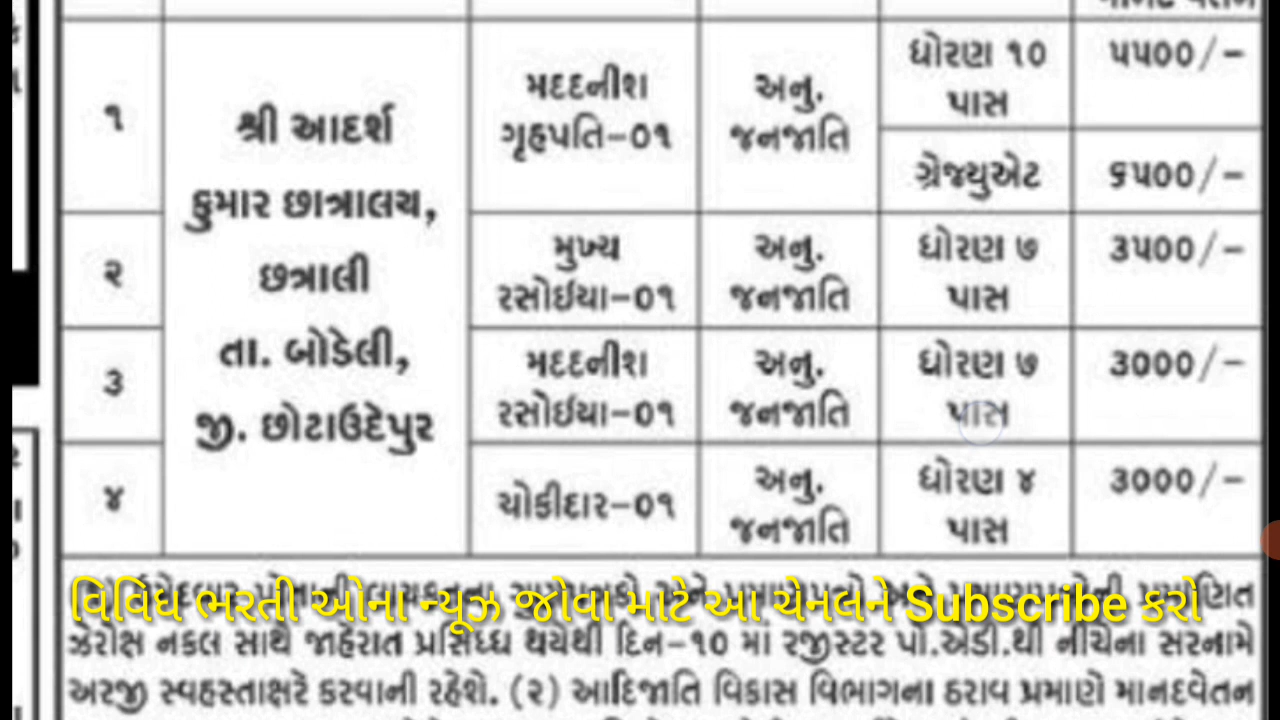 ૧
શ્રી આદર્શ
કુમાર છાત્રાલય,
છત્રાલી
તા. બોડેલી,
જી. છોટાઉદેપુર
મદદનીશ
ગૃહપતિ-૦૧
અનુ.
જનજાતિ
ધોરણ ૧૦
પાસ
૫૫૦૦/-
ગ્રેજ્યુએટ
૬૫૦૦/-
૨
મુખ્ય
રસોઈયા-૦૧
અનુ.
જનજાતિ
ધોરણ ૭
પાસ
૩૫૦૦/-
૩
મદદનીશ
રસોઈયા-૦૧
અનુ.
જનજાતિ
ધોરણ ૭
પાસ
૩૦૦૦/-
૪
ચોકીદાર-૦૧
અનુ.
જનજાતિ
ધોરણ ૪
પાસ
૩૦૦૦/-
વિવિધ ભરતી ઓના ન્યૂઝ જોવા માટે આ ચેનલને Subscribe કરો
ઝેરોક્ષ નકલ સાથે જાહેરાત પ્રસિધ્ધ થયેથી દિન-૧૦ માં રજીસ્ટર પો.એડી.થી નીચેના સરનામે
અરજી સ્વહસ્તાક્ષરે કરવાની રહેશે. (૨) આદિજાતિ વિકાસ વિભાગના ઠરાવ પ્રમાણે માનદવેતન